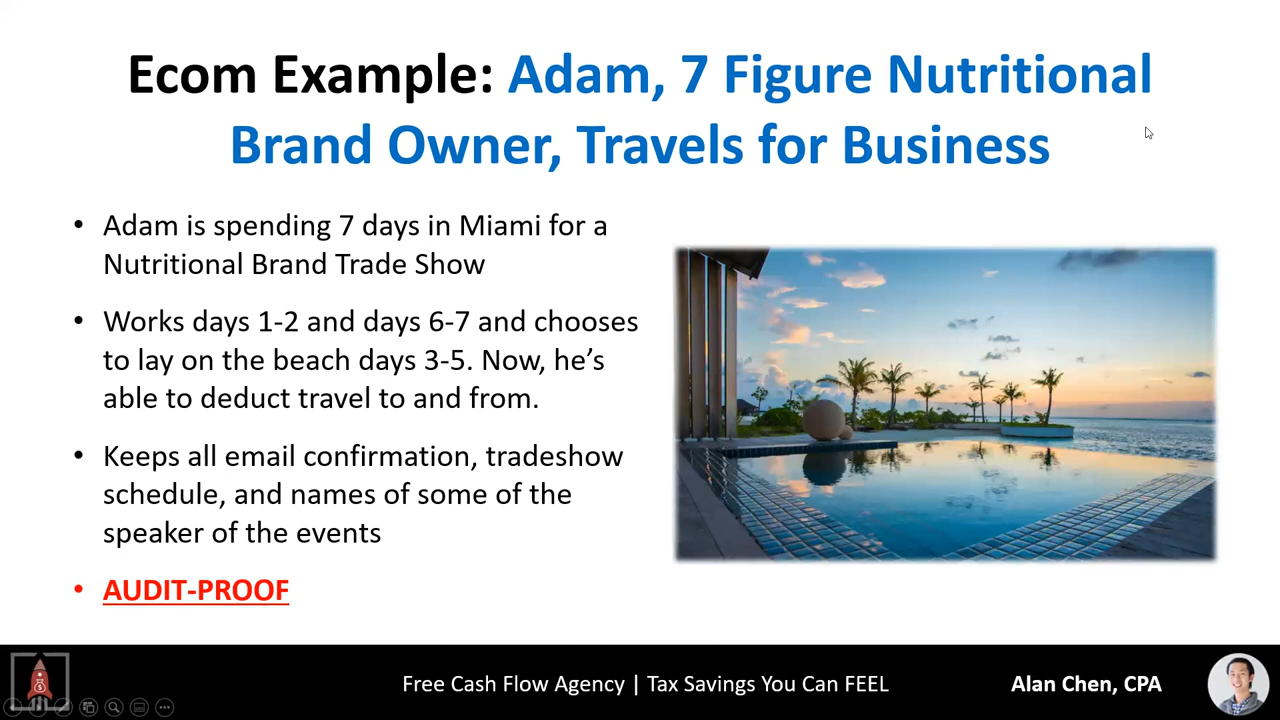 Ecom Example: Adam, 7 Figure Nutritional
Brand Owner, Travels for Business
• Adam is spending 7 days in Miami for a
Nutritional Brand Trade Show
• Works days 1-2 and days 6-7 and chooses
to lay on the beach days 3-5. Now, he’s
able to deduct travel to and from.
• Keeps all email confirmation, tradeshow
schedule, and names of some of the
speaker of the events
• AUDIT-PROOF
Free Cash Flow Agency | Tax Savings You Can FEEL
Alan Chen, CPA